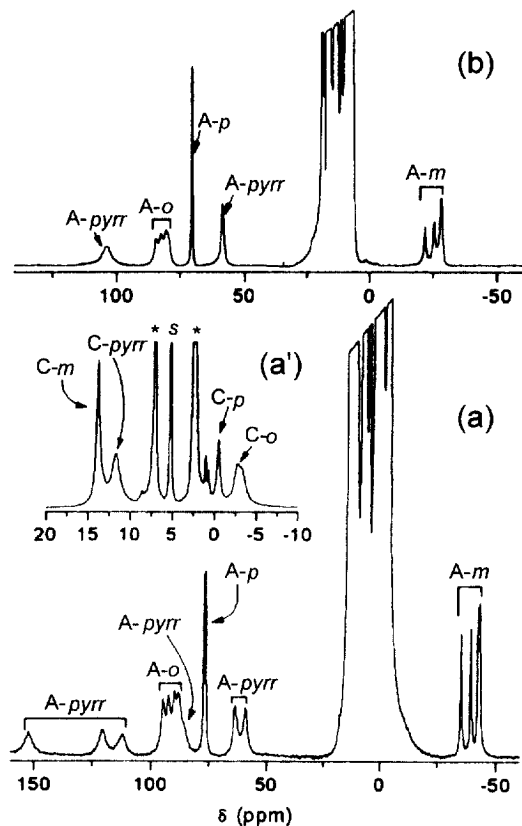 (b)
A-p
A-o
A-pyrr
A-pyrr
A-m
100 50 0 -50
* s *
(a')
C-pyrr
C-m
C-p
C-o
20 15 10 5 0 -5 -10
(a)
A-p
A-m
A-pyrr
A-o
A-pyrr
A-pyrr
150 100 50 0 -50
δ (ppm)